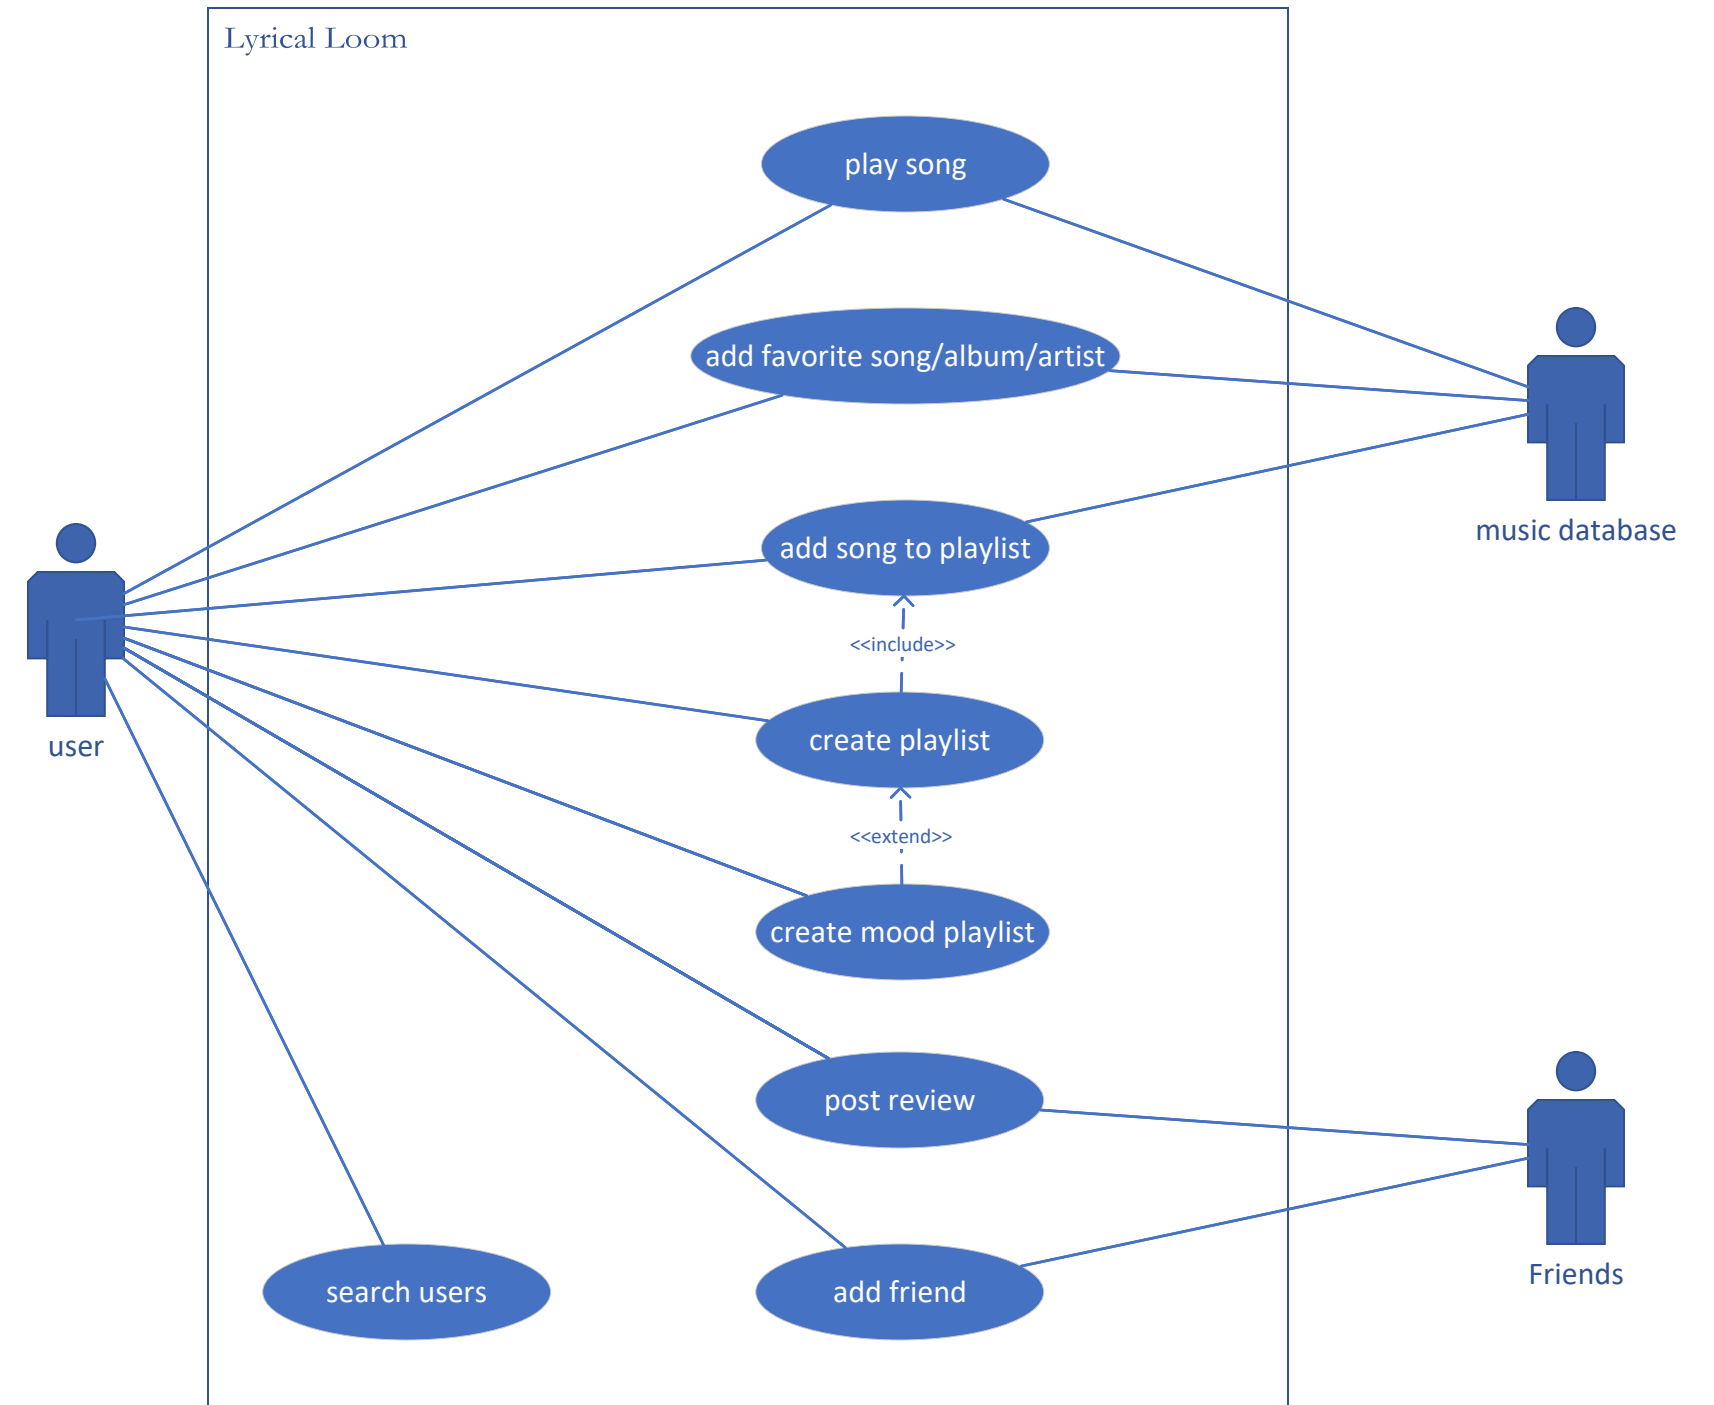 Lyrical Loom
play song
add favorite song/album/artist
music database
add song to playlist
<<include>>
user
create playlist
<<extend>>
create mood playlist
post review
Friends
search users
add friend